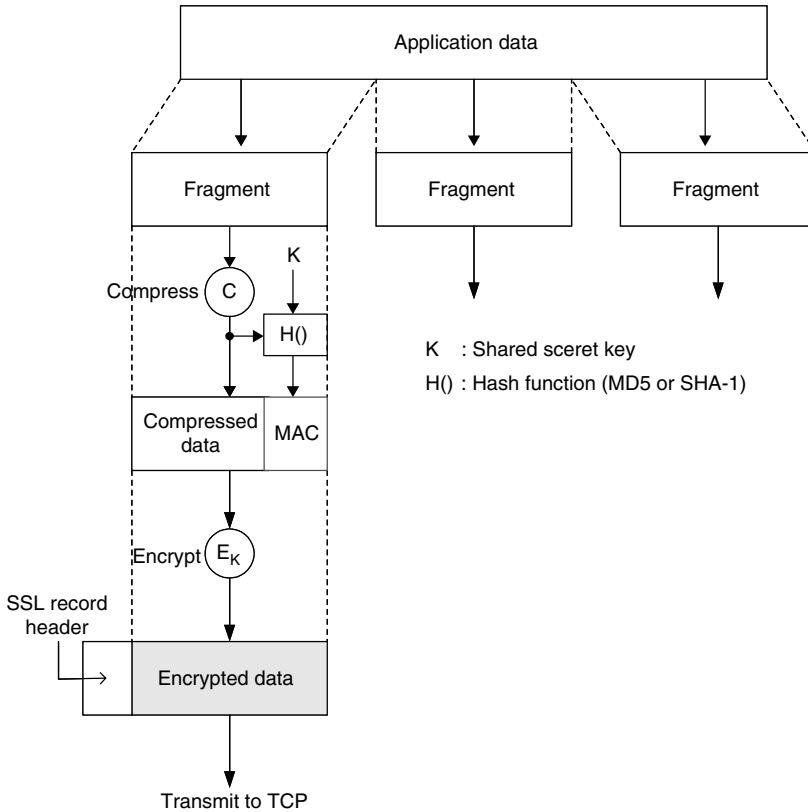 Application data
Fragment
Fragment
Fragment
K
Compress
C
H()
K : Shared sceret key
H() : Hash function (MD5 or SHA-1)
Compressed
data
MAC
Encrypt
E_K
SSL record
header
Encrypted data
Transmit to TCP